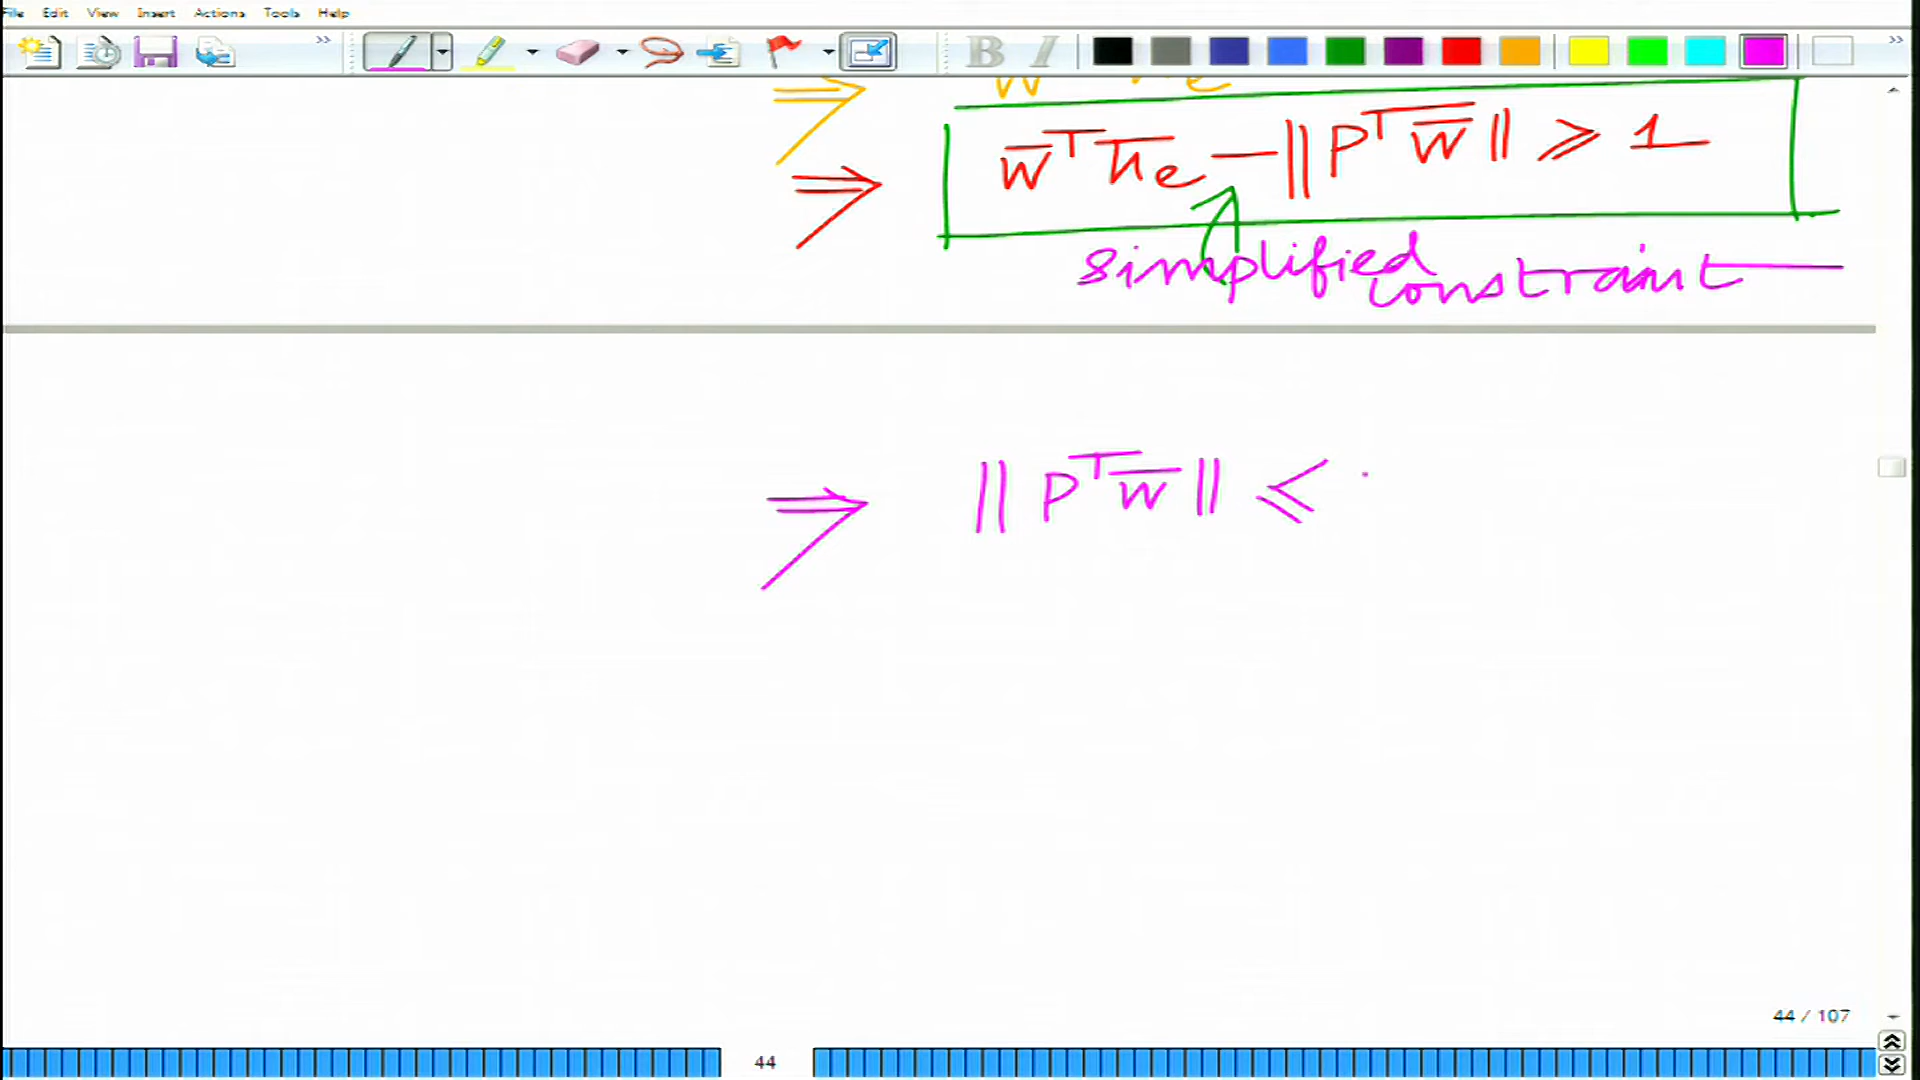 File Edit View Insert Actions Tools Help
»
B I
»
⇒
⇒ w̄ᵀh̄e − ||Pᵀw̄|| ⩾ 1
simplified constraint
⇒ ||Pᵀw̄|| ⩽
44 / 107
44